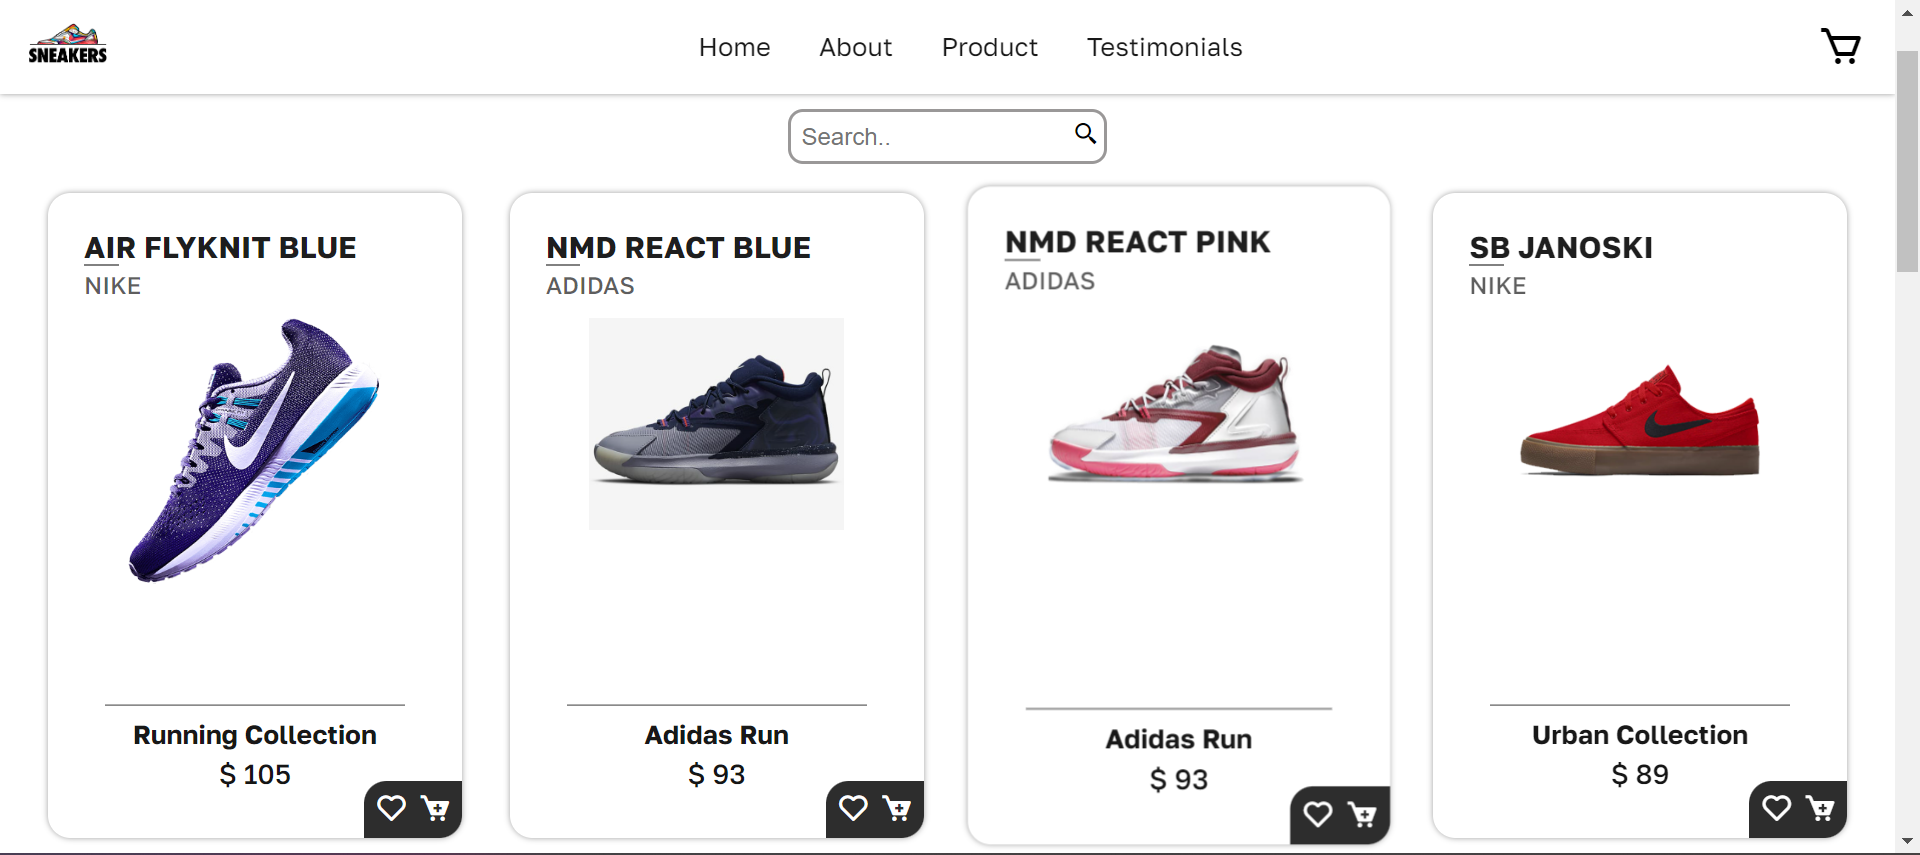 SNEAKERS
Home About Product Testimonials
Search..
AIR FLYKNIT BLUE
NIKE
Running Collection
$ 105
NMD REACT BLUE
ADIDAS
Adidas Run
$ 93
NMD REACT PINK
ADIDAS
Adidas Run
$ 93
SB JANOSKI
NIKE
Urban Collection
$ 89